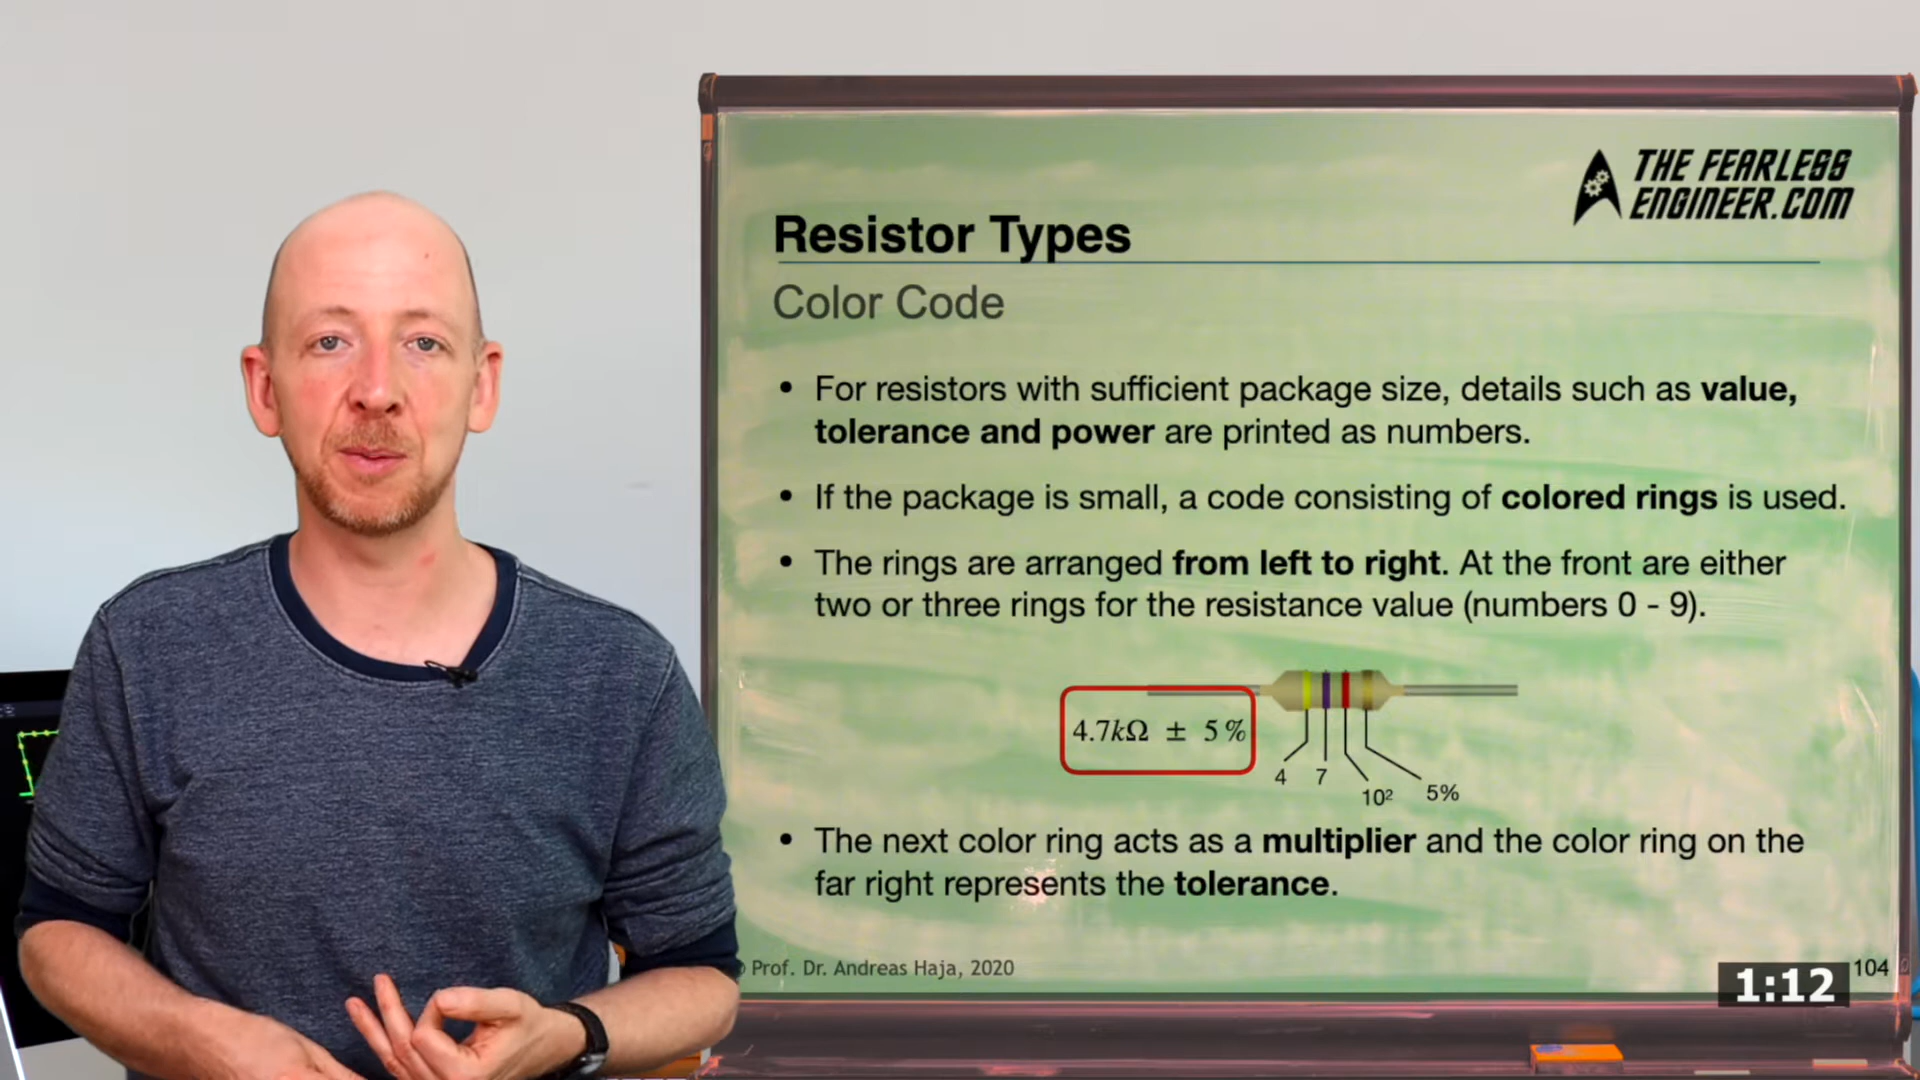 THE FEARLESS
ENGINEER.COM
Resistor Types
Color Code
• For resistors with sufficient package size, details such as value,
tolerance and power are printed as numbers.
• If the package is small, a code consisting of colored rings is used.
• The rings are arranged from left to right. At the front are either
two or three rings for the resistance value (numbers 0 - 9).
4.7kΩ ± 5%
4 7 10² 5%
• The next color ring acts as a multiplier and the color ring on the
far right represents the tolerance.
Prof. Dr. Andreas Haja, 2020
104
1:12